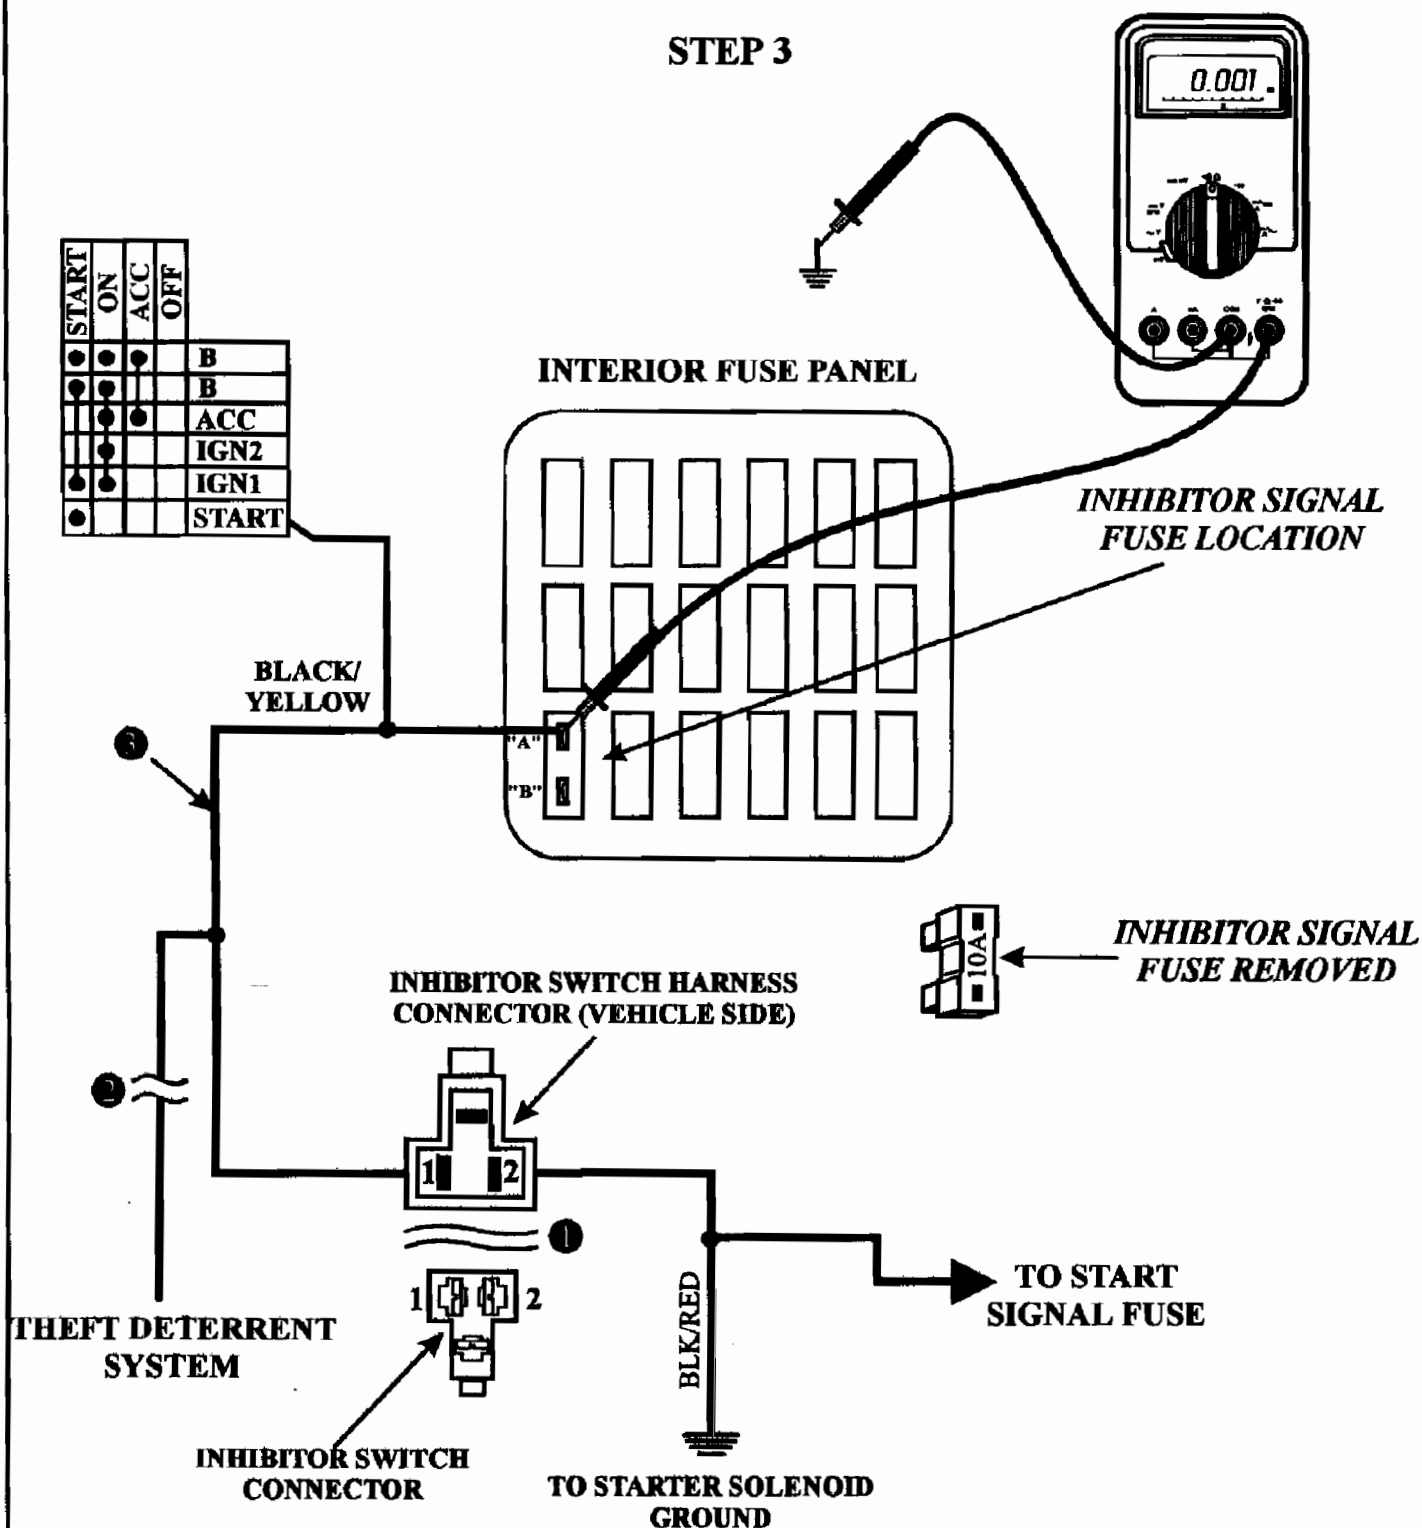 STEP 3
0.001
START
ON
ACC
OFF
B
B
ACC
IGN2
IGN1
START
INTERIOR FUSE PANEL
INHIBITOR SIGNAL
FUSE LOCATION
BLACK/
YELLOW
"A"
"B"
3
10A
INHIBITOR SIGNAL
FUSE REMOVED
INHIBITOR SWITCH HARNESS
CONNECTOR (VEHICLE SIDE)
2
1
2
1
1
2
BLK/RED
TO START
SIGNAL FUSE
THEFT DETERRENT
SYSTEM
INHIBITOR SWITCH
CONNECTOR
TO STARTER SOLENOID
GROUND